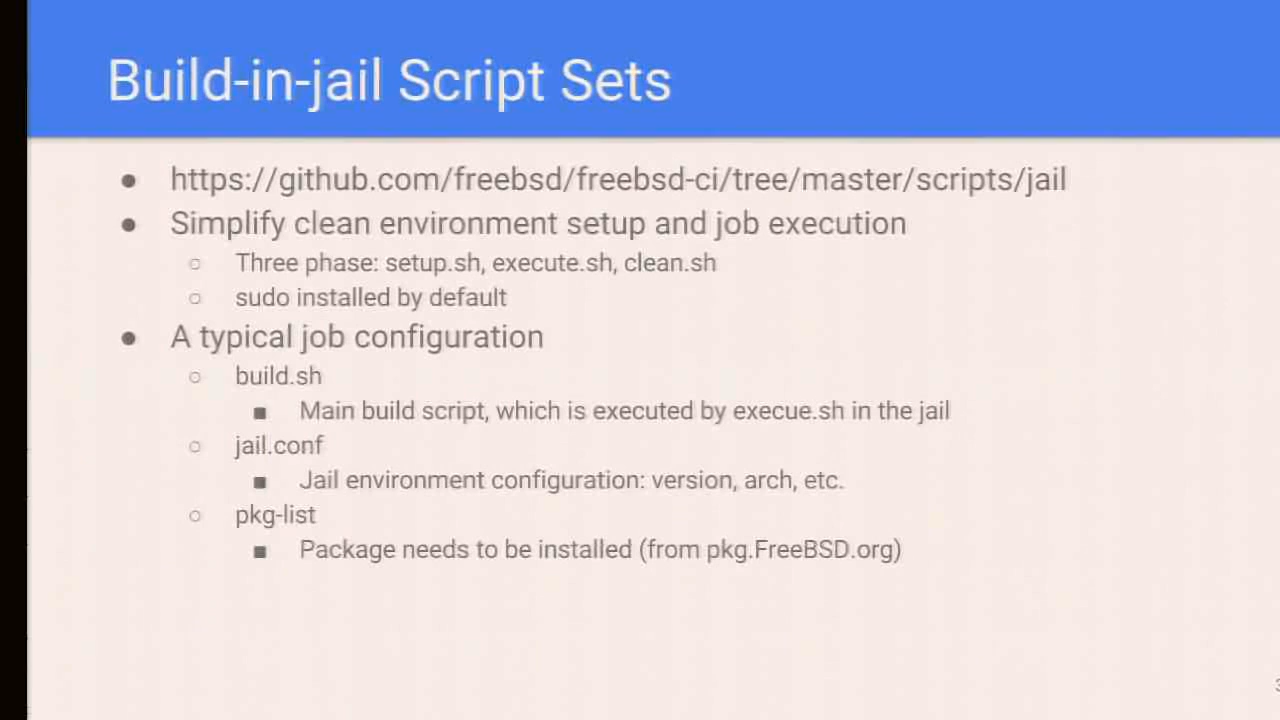 Build-in-jail Script Sets
https://github.com/freebsd/freebsd-ci/tree/master/scripts/jail
Simplify clean environment setup and job execution
Three phase: setup.sh, execute.sh, clean.sh
sudo installed by default
A typical job configuration
build.sh
Main build script, which is executed by execue.sh in the jail
jail.conf
Jail environment configuration: version, arch, etc.
pkg-list
Package needs to be installed (from pkg.FreeBSD.org)